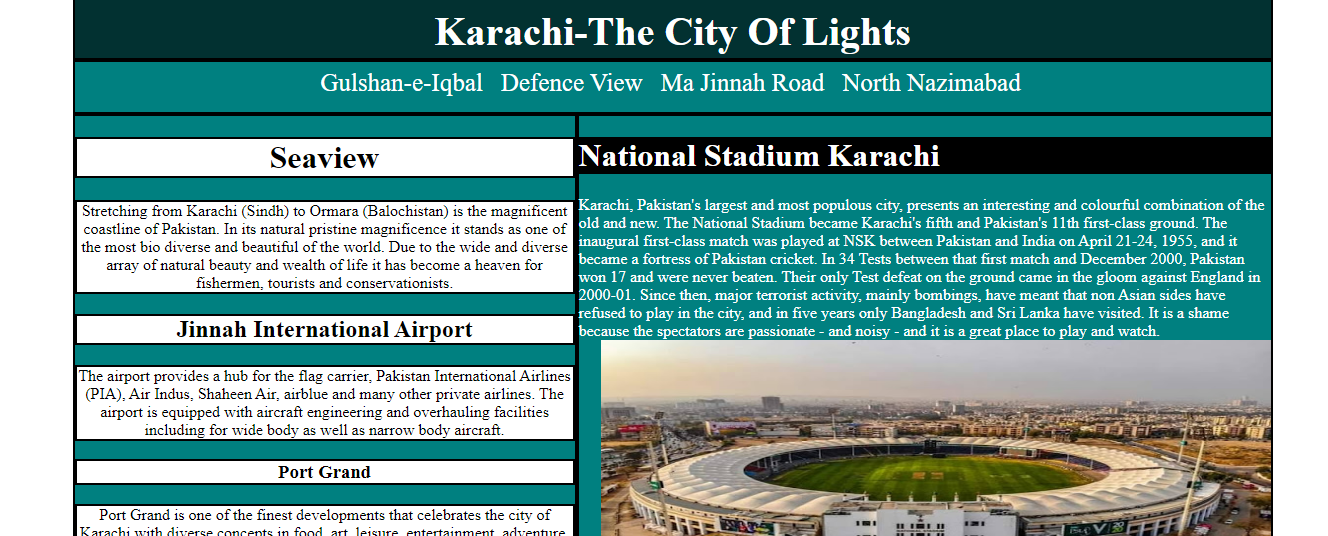 Karachi-The City Of Lights
Gulshan-e-Iqbal Defence View Ma Jinnah Road North Nazimabad
Seaview
Stretching from Karachi (Sindh) to Ormara (Balochistan) is the magnificent
coastline of Pakistan. In its natural pristine magnificence it stands as one of
the most bio diverse and beautiful of the world. Due to the wide and diverse
array of natural beauty and wealth of life it has become a heaven for
fishermen, tourists and conservationists.
Jinnah International Airport
The airport provides a hub for the flag carrier, Pakistan International Airlines
(PIA), Air Indus, Shaheen Air, airblue and many other private airlines. The
airport is equipped with aircraft engineering and overhauling facilities
including for wide body as well as narrow body aircraft.
Port Grand
Port Grand is one of the finest developments that celebrates the city of
Karachi with diverse concepts in food, art, leisure, entertainment, adventure,
National Stadium Karachi
Karachi, Pakistan's largest and most populous city, presents an interesting and colourful combination of the
old and new. The National Stadium became Karachi's fifth and Pakistan's 11th first-class ground. The
inaugural first-class match was played at NSK between Pakistan and India on April 21-24, 1955, and it
became a fortress of Pakistan cricket. In 34 Tests between that first match and December 2000, Pakistan
won 17 and were never beaten. Their only Test defeat on the ground came in the gloom against England in
2000-01. Since then, major terrorist activity, mainly bombings, have meant that non Asian sides have
refused to play in the city, and in five years only Bangladesh and Sri Lanka have visited. It is a shame
because the spectators are passionate - and noisy - and it is a great place to play and watch.